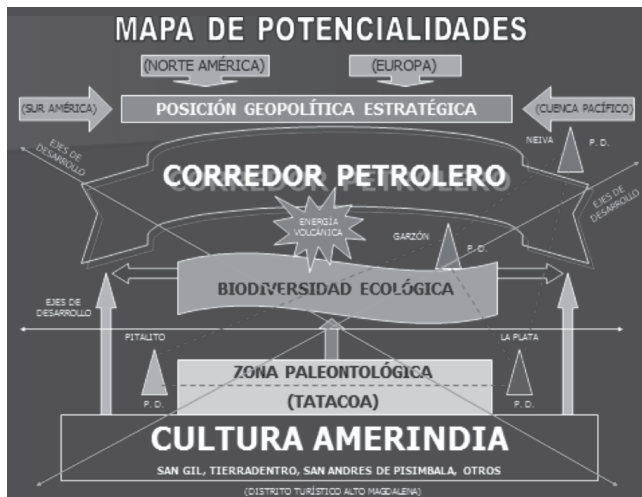 MAPA DE POTENCIALIDADES
(NORTE AMÉRICA)
(EUROPA)
(SUR AMÉRICA)
POSICIÓN GEOPOLÍTICA ESTRATÉGICA
(CUENCA PACÍFICO)
NEIVA
P. D.
EJES DE
DESARROLLO
CORREDOR PETROLERO
EJES DE
DESARROLLO
ENERGÍA
VOLCÁNICA
GARZÓN
P. D.
BIODIVERSIDAD ECOLÓGICA
EJES DE
DESARROLLO
PITALITO
LA PLATA
ZONA PALEONTOLÓGICA
(TATACOA)
P. D.
P. D.
CULTURA AMERINDIA
SAN GIL, TIERRADENTRO, SAN ANDRES DE PISIMBALA, OTROS
(DISTRITO TURÍSTICO ALTO MAGDALENA)